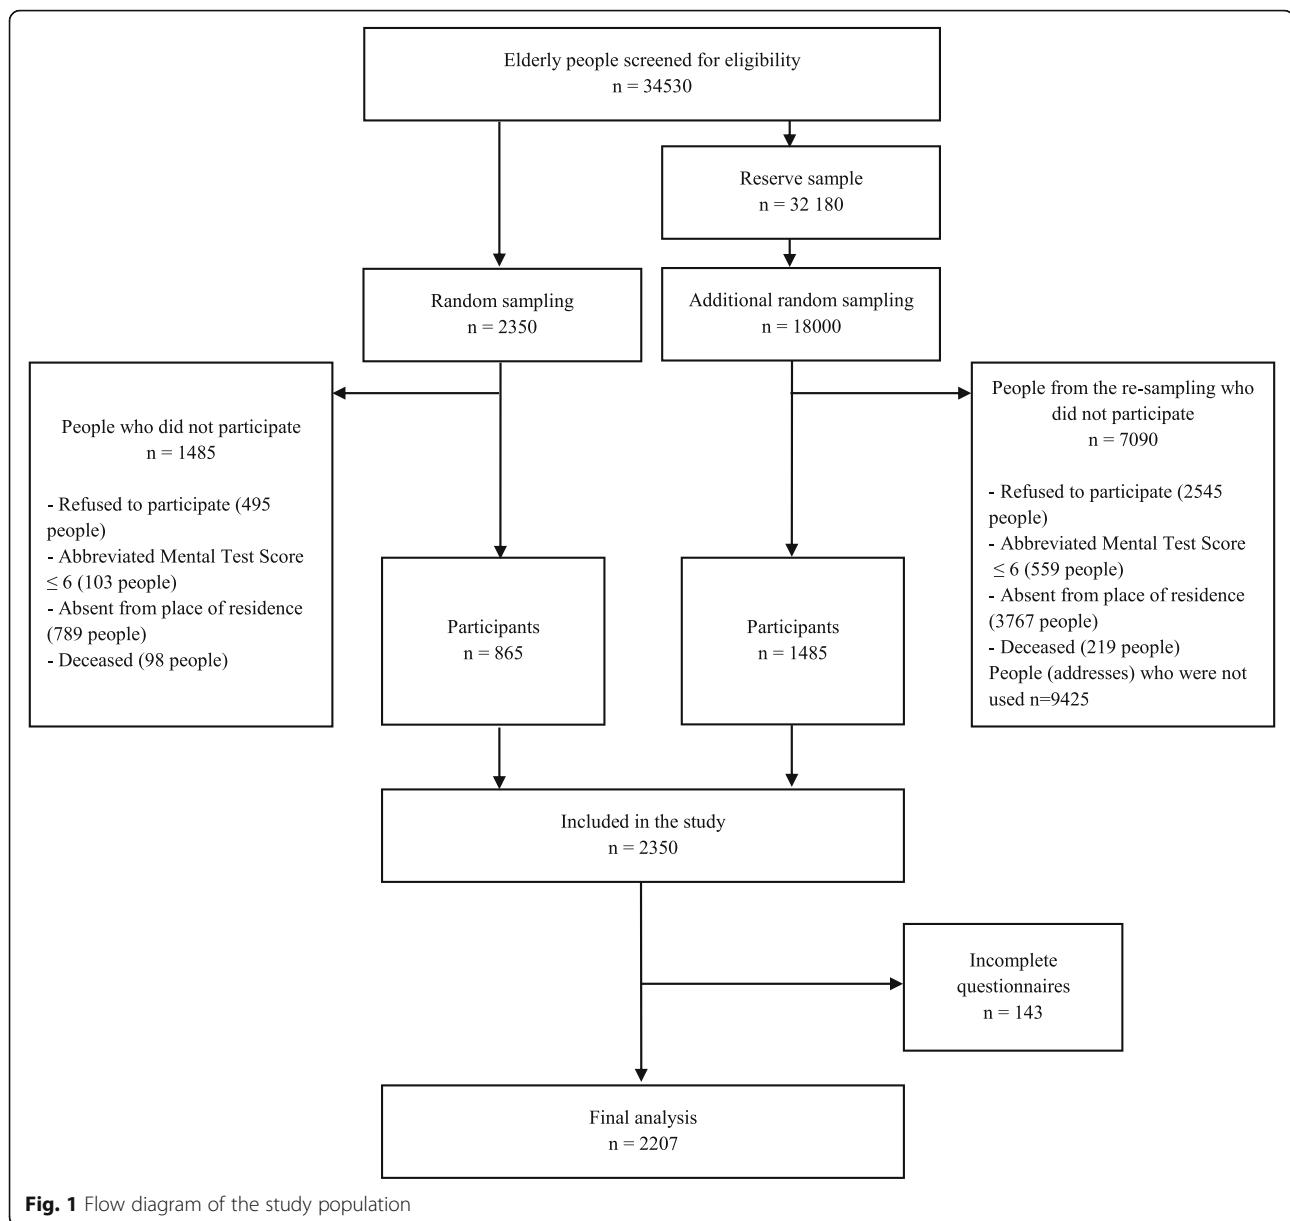 Elderly people screened for eligibility
n = 34530
Reserve sample
n = 32 180
Random sampling
n = 2350
Additional random sampling
n = 18000
People who did not participate
n = 1485
- Refused to participate (495
people)
- Abbreviated Mental Test Score
≤ 6 (103 people)
- Absent from place of residence
(789 people)
- Deceased (98 people)
People from the re-sampling who
did not participate
n = 7090
- Refused to participate (2545
people)
- Abbreviated Mental Test Score
≤ 6 (559 people)
- Absent from place of residence
(3767 people)
- Deceased (219 people)
People (addresses) who were not
used n=9425
Participants
n = 865
Participants
n = 1485
Included in the study
n = 2350
Incomplete
questionnaires
n = 143
Final analysis
n = 2207
Fig. 1 Flow diagram of the study population